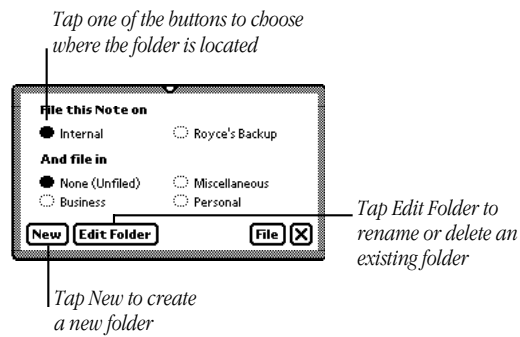 Tap one of the buttons to choose
where the folder is located
File this Note on
Internal Royce's Backup
And file in
None (Unfiled) Miscellaneous
Business Personal
New Edit Folder File X
Tap Edit Folder to
rename or delete an
existing folder
Tap New to create
a new folder